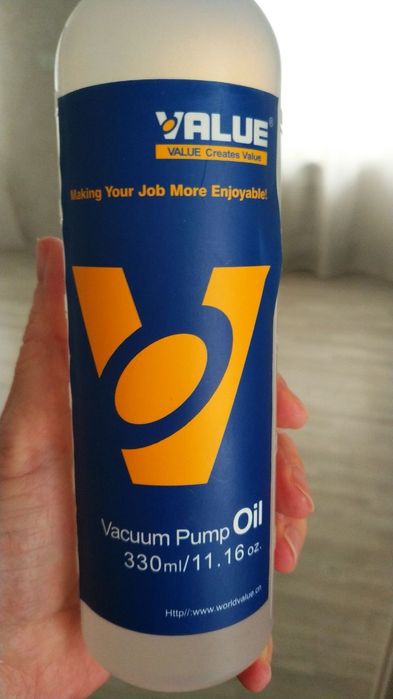 VALUE®
VALUE Creates Value
Making Your Job More Enjoyable!
Vacuum Pump Oil
330ml/11.16 oz.
Http//:www.worldvalue.cn